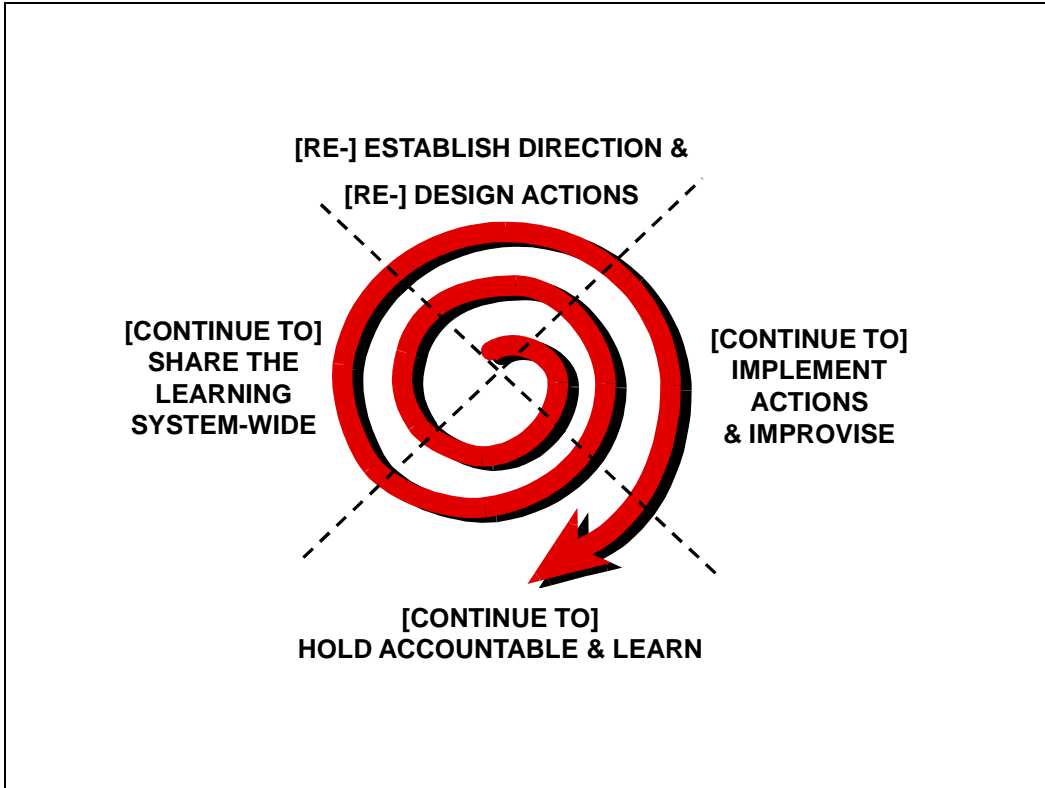 [RE-] ESTABLISH DIRECTION &
[RE-] DESIGN ACTIONS
[CONTINUE TO]
SHARE THE
LEARNING
SYSTEM-WIDE
[CONTINUE TO]
IMPLEMENT
ACTIONS
& IMPROVISE
[CONTINUE TO]
HOLD ACCOUNTABLE & LEARN